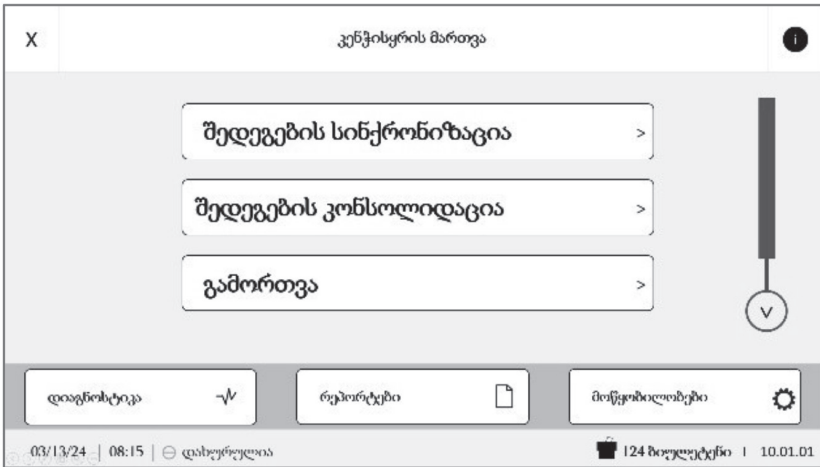 X კენჭისყრის მართვა i
შედეგების სინქრონიზაცია >
შედეგების კონსოლიდაცია >
გამორთვა >
დიაგნოსტიკა რეპორტები მოწყობილობები
03/13/24 | 08:15 | დახურულია 124 ბიულეტენი | 10.01.01